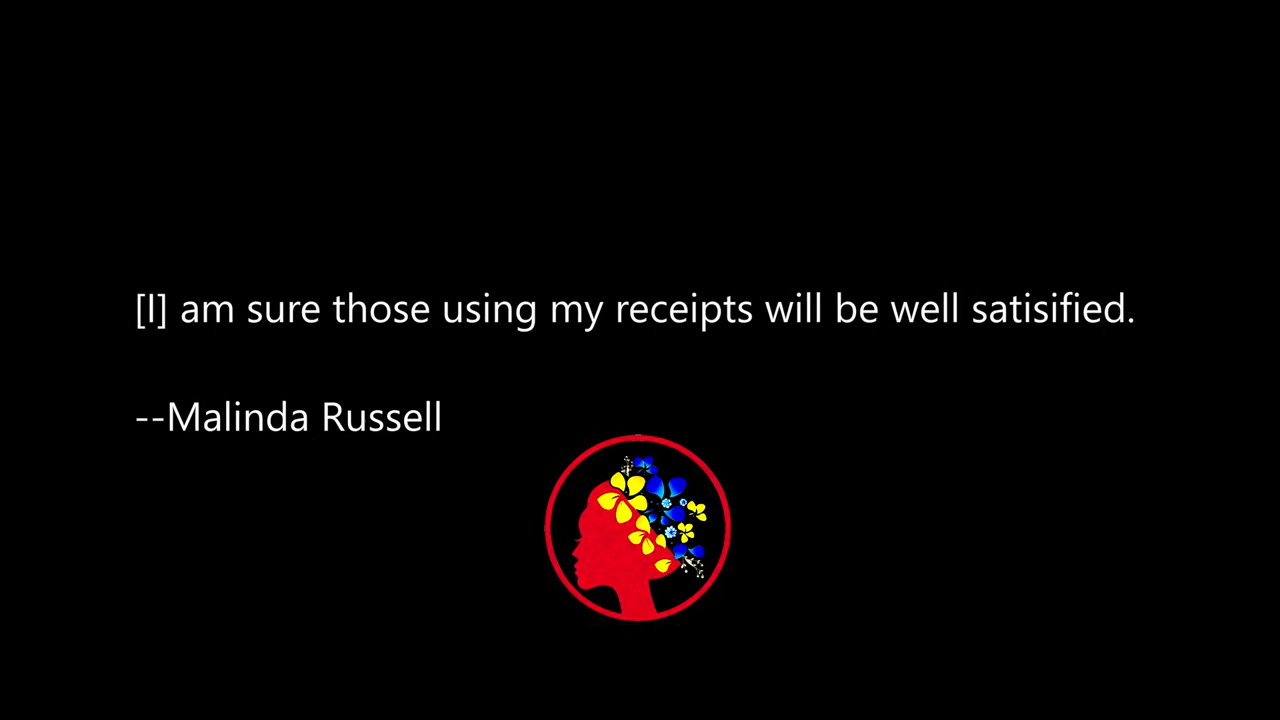 [I] am sure those using my receipts will be well satisified.
--Malinda Russell